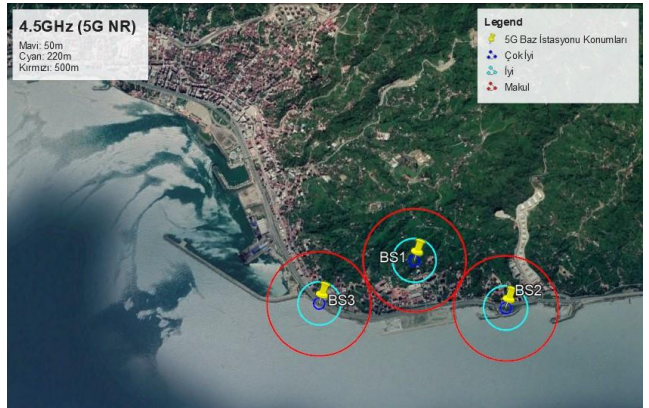 4.5GHz (5G NR)
Mavi: 50m
Cyan: 220m
Kırmızı: 500m
Legend
5G Baz İstasyonu Konumları
Çok İyi
İyi
Makul
BS1
BS2
BS3